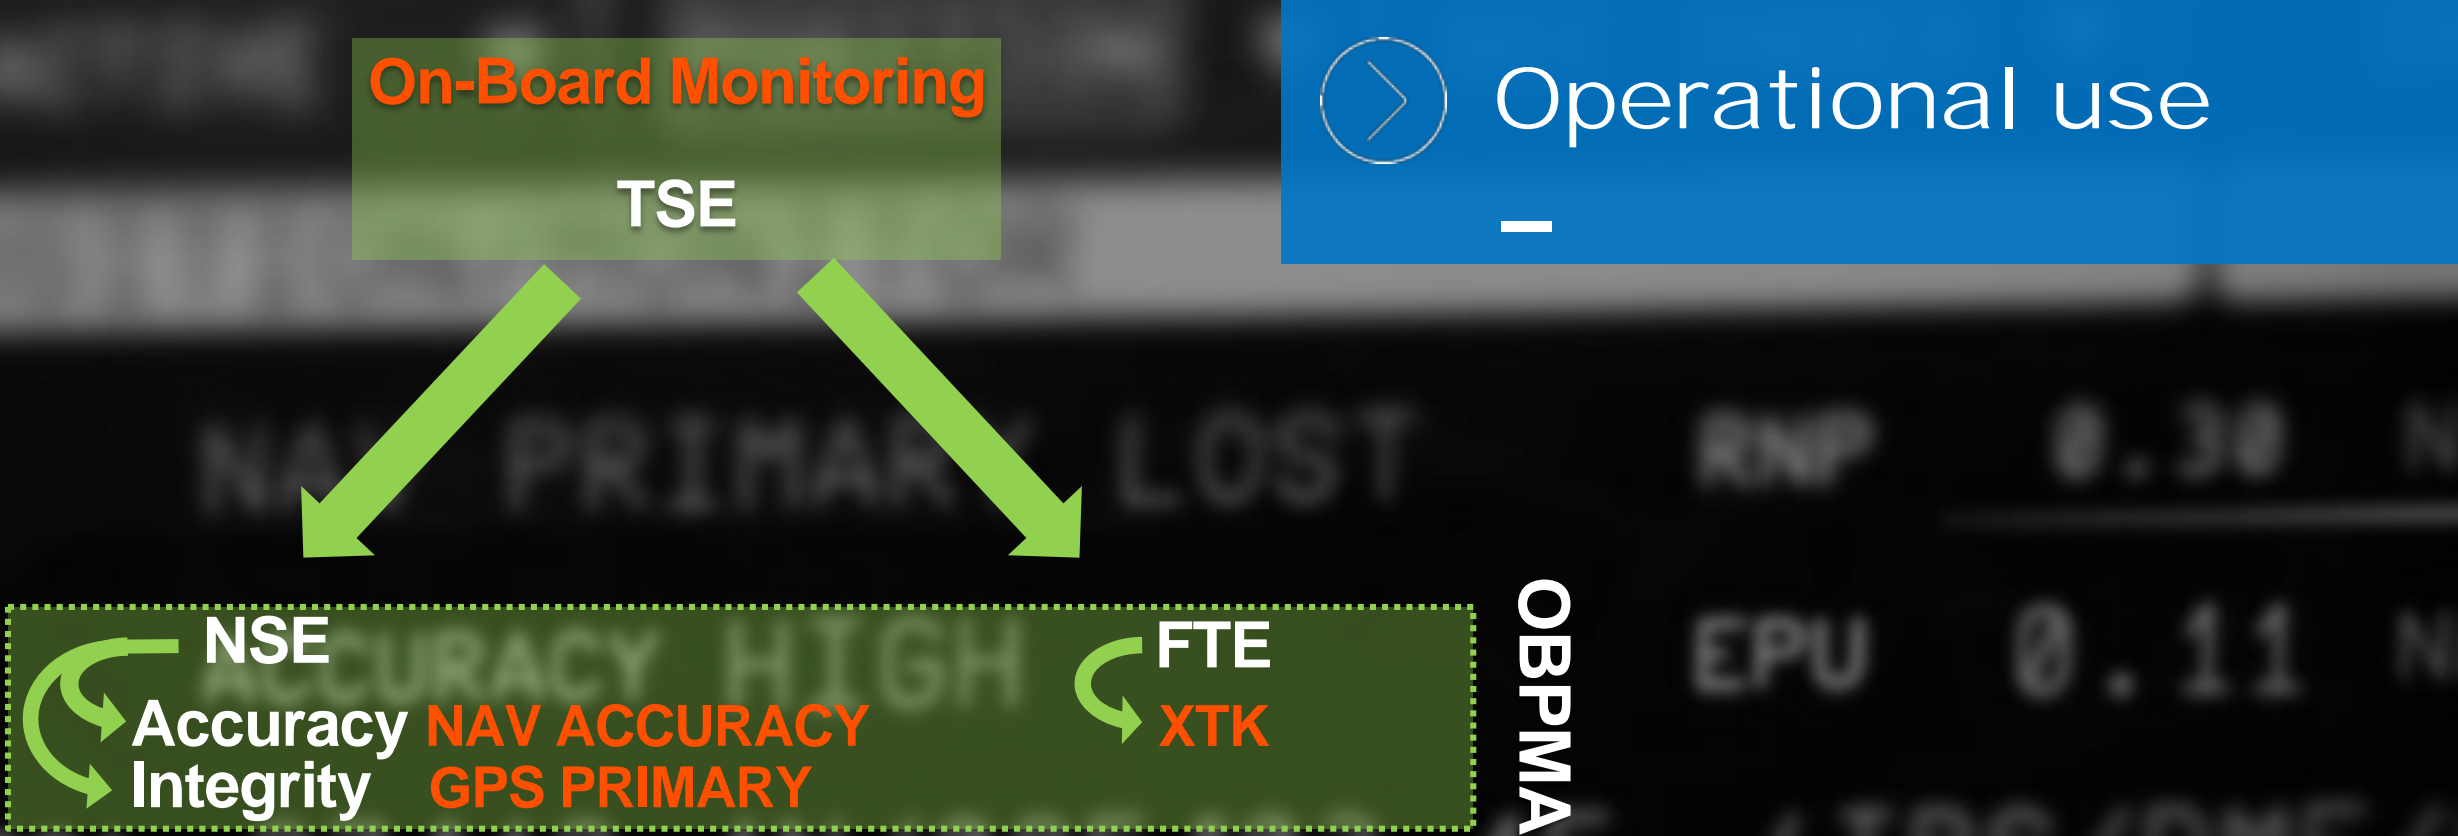 On-Board Monitoring
TSE
Operational use
NAV PRIMARY LOST
RNP 0.30 N
EPU 0.11 N
NSE
FTE
ACCURACY HIGH
Accuracy NAV ACCURACY
XTK
Integrity GPS PRIMARY
OBPMA